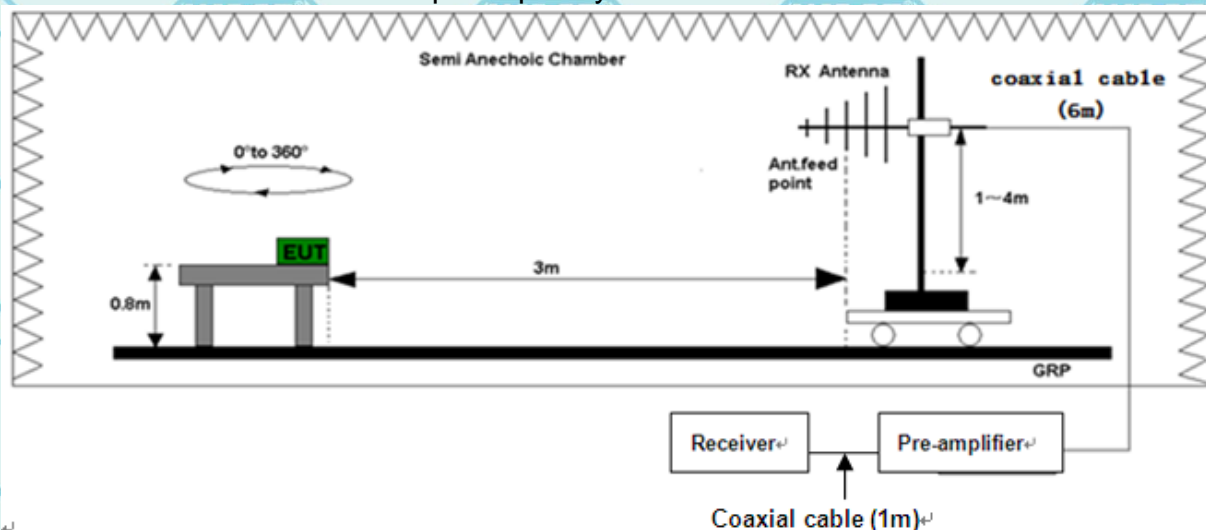 Semi Anechoic Chamber
RX Antenna
coaxial cable
(6m)
0°to 360°
Ant.feed
point
1～4m
EUT
3m
0.8m
GRP
Receiver
Pre-amplifier
Coaxial cable (1m)